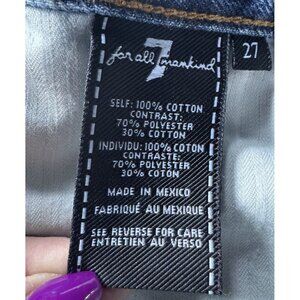 for all 7 mankind
27
SELF: 100% COTTON
CONTRAST:
70% POLYESTER
30% COTTON
INDIVIDU: 100% COTON
CONTRASTE:
70% POLYESTER
30% COTON
MADE IN MEXICO
FABRIQUÉ AU MEXIQUE
SEE REVERSE FOR CARE
ENTRETIEN AU VERSO